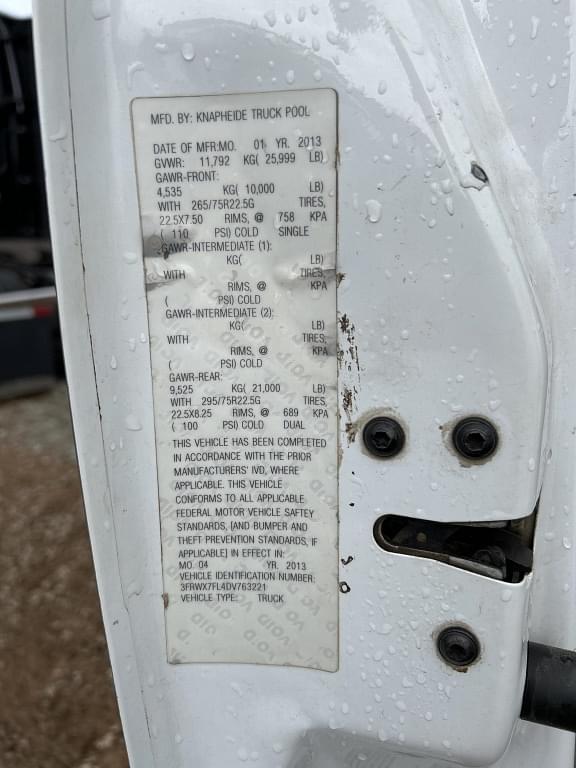 MFD. BY: KNAPHEIDE TRUCK POOL
DATE OF MFR:MO. 01 YR. 2013
GVWR: 11,792 KG( 25,999 LB)
GAWR-FRONT:
4,535 KG( 10,000 LB)
WITH 265/75R22.5G TIRES,
22.5X7.50 RIMS, @ 758 KPA
( 110 PSI) COLD SINGLE
GAWR-INTERMEDIATE (1):
KG( LB)
WITH TIRES,
RIMS, @ KPA
( PSI) COLD
GAWR-INTERMEDIATE (2):
KG( LB)
WITH TIRES,
RIMS, @ KPA
( PSI) COLD
GAWR-REAR:
9,525 KG( 21,000 LB)
WITH 295/75R22.5G TIRES,
22.5X8.25 RIMS, @ 689 KPA
( 100 PSI) COLD DUAL
THIS VEHICLE HAS BEEN COMPLETED
IN ACCORDANCE WITH THE PRIOR
MANUFACTURERS' IVD, WHERE
APPLICABLE. THIS VEHICLE
CONFORMS TO ALL APPLICABLE
FEDERAL MOTOR VEHICLE SAFTEY
STANDARDS, [AND BUMPER AND
THEFT PREVENTION STANDARDS, IF
APPLICABLE] IN EFFECT IN:
MO. 04 YR. 2013
VEHICLE IDENTIFICATION NUMBER:
3FRWX7FL4DV763221
VEHICLE TYPE: TRUCK